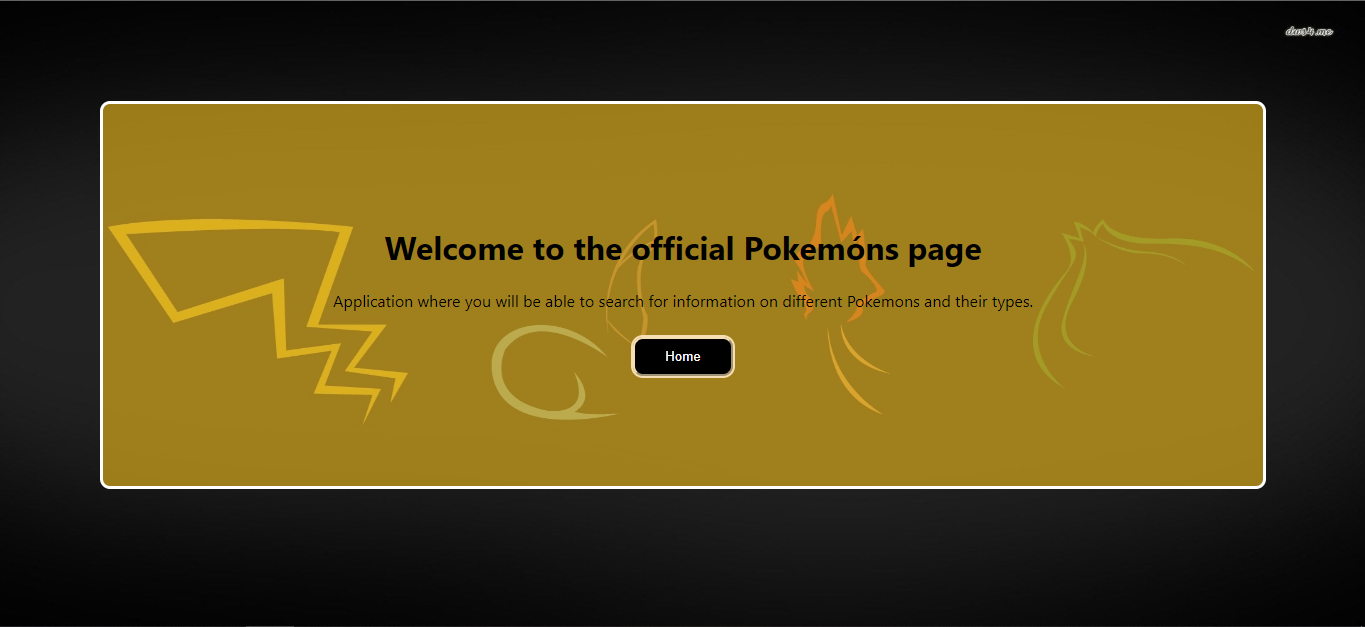 dws4.me
Welcome to the official Pokemóns page
Application where you will be able to search for information on different Pokemons and their types.
Home